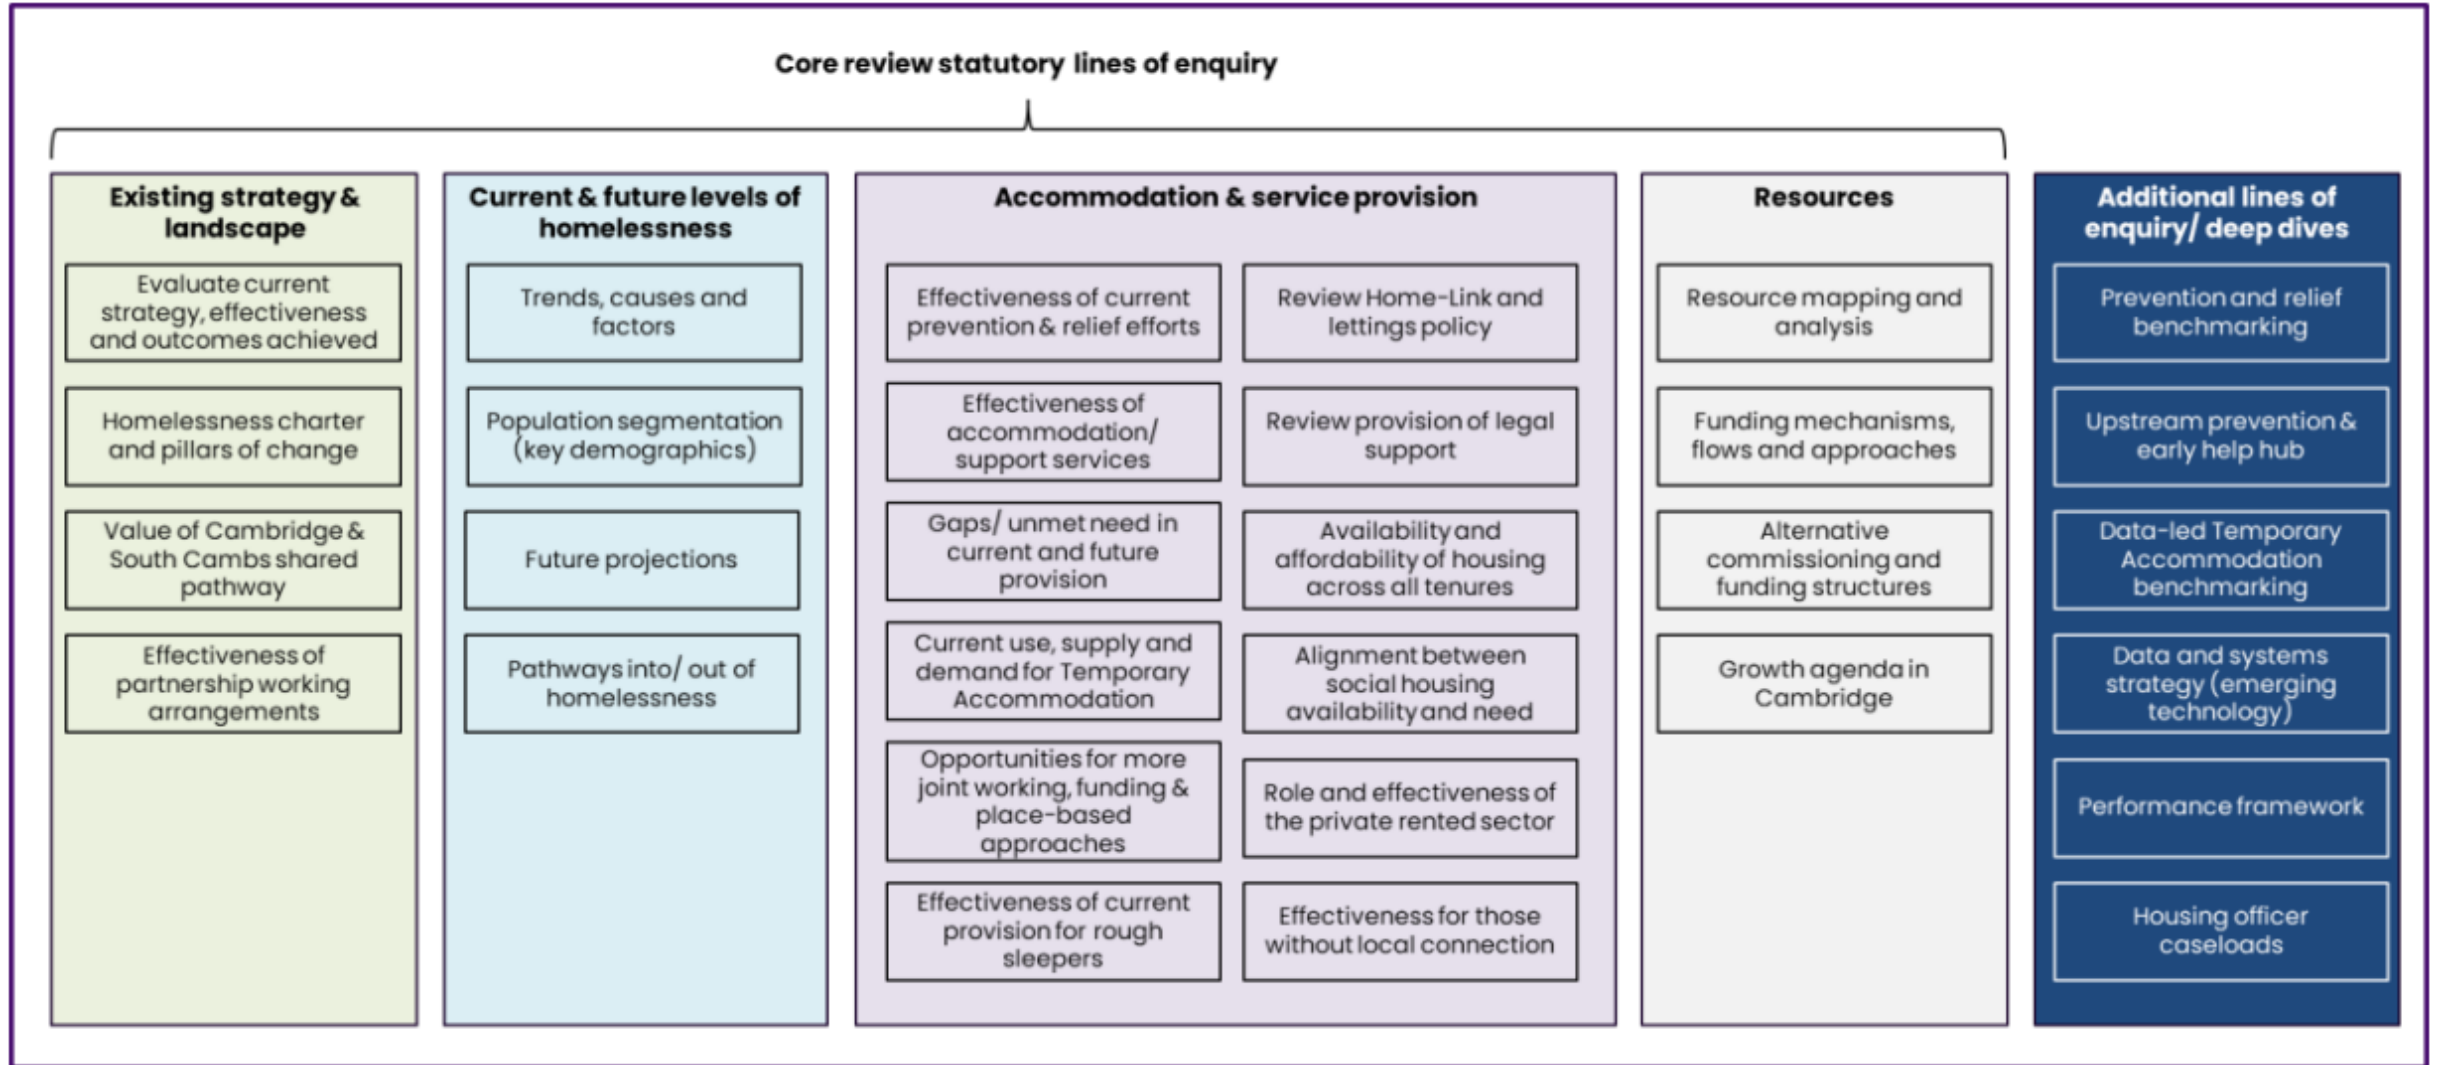 Core review statutory lines of enquiry
Existing strategy &
landscape
Evaluate current
strategy, effectiveness
and outcomes achieved
Homelessness charter
and pillars of change
Value of Cambridge &
South Cambs shared
pathway
Effectiveness of
partnership working
arrangements
Current & future levels of
homelessness
Trends, causes and
factors
Population segmentation
(key demographics)
Future projections
Pathways into/ out of
homelessness
Accommodation & service provision
Effectiveness of current
prevention & relief efforts
Effectiveness of
accommodation/
support services
Gaps/ unmet need in
current and future
provision
Current use, supply and
demand for Temporary
Accommodation
Opportunities for more
joint working, funding &
place-based
approaches
Effectiveness of current
provision for rough
sleepers
Review Home-Link and
lettings policy
Review provision of legal
support
Availability and
affordability of housing
across all tenures
Alignment between
social housing
availability and need
Role and effectiveness of
the private rented sector
Effectiveness for those
without local connection
Resources
Resource mapping and
analysis
Funding mechanisms,
flows and approaches
Alternative
commissioning and
funding structures
Growth agenda in
Cambridge
Additional lines of
enquiry/ deep dives
Prevention and relief
benchmarking
Upstream prevention &
early help hub
Data-led Temporary
Accommodation
benchmarking
Data and systems
strategy (emerging
technology)
Performance framework
Housing officer
caseloads